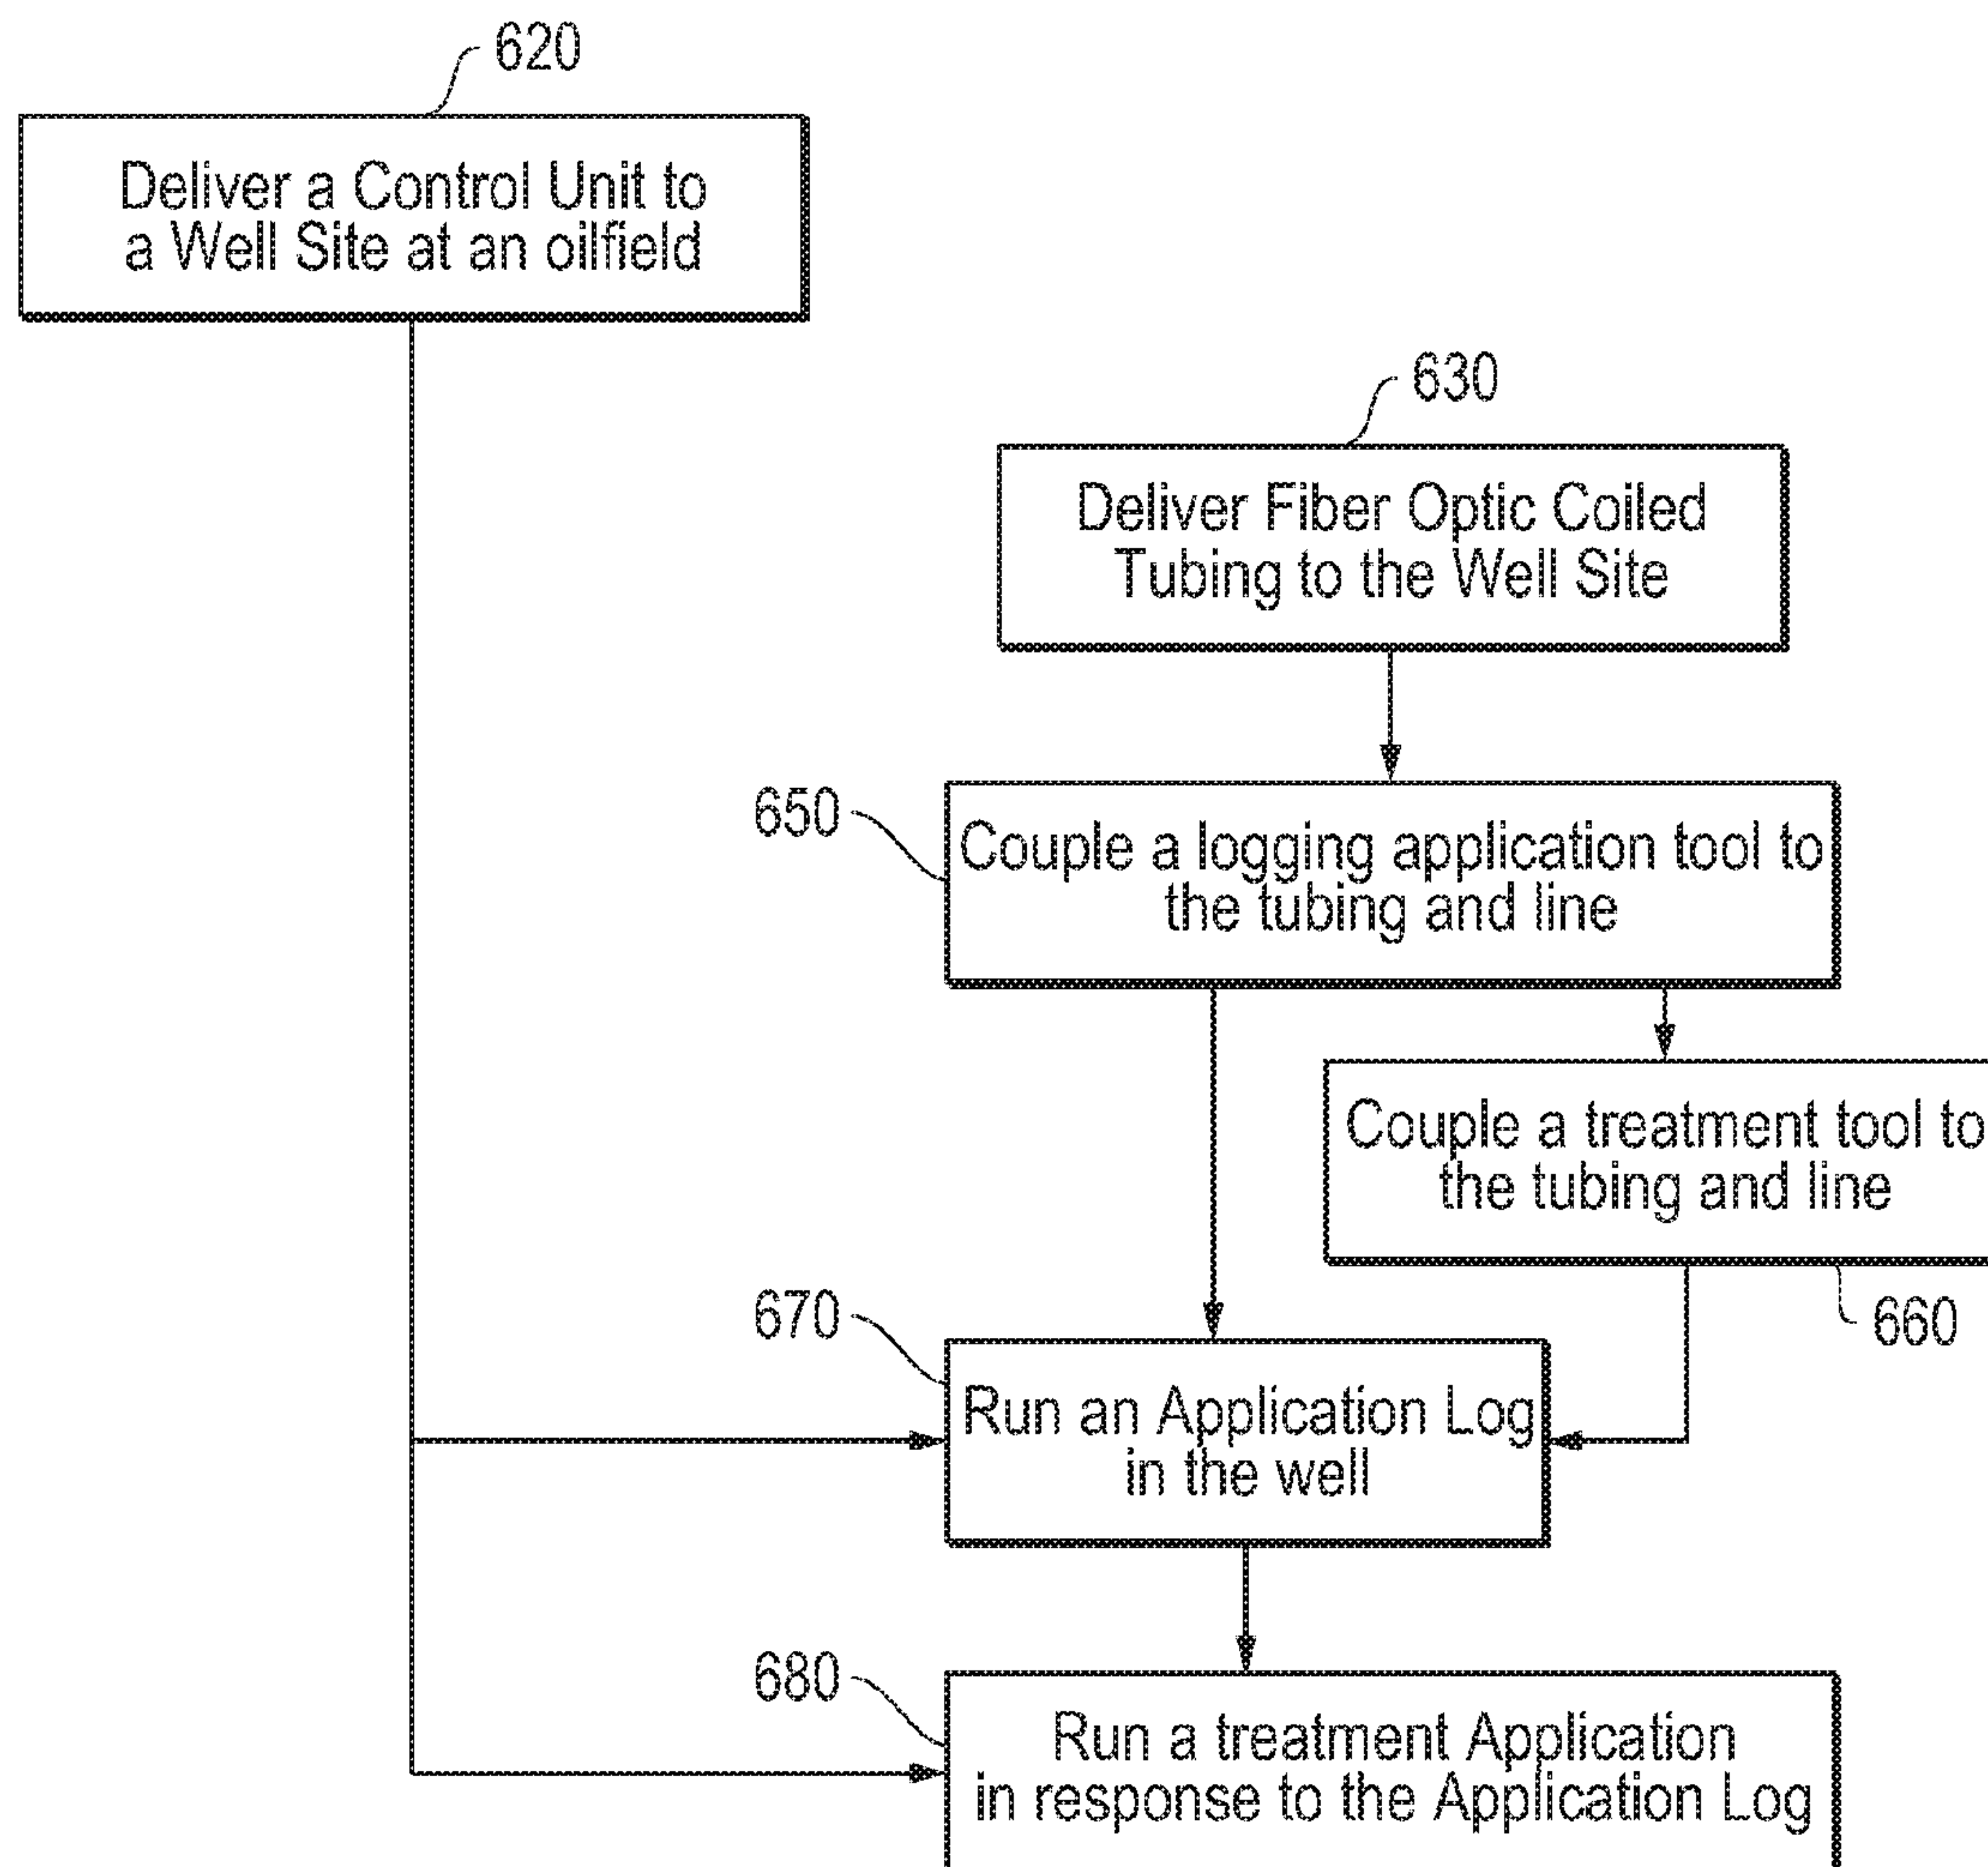 620
Deliver a Control Unit to
a Well Site at an oilfield
630
Deliver Fiber Optic Coiled
Tubing to the Well Site
650
Couple a logging application tool to
the tubing and line
Couple a treatment tool to
the tubing and line
660
670
Run an Application Log
in the well
680
Run a treatment Application
in response to the Application Log